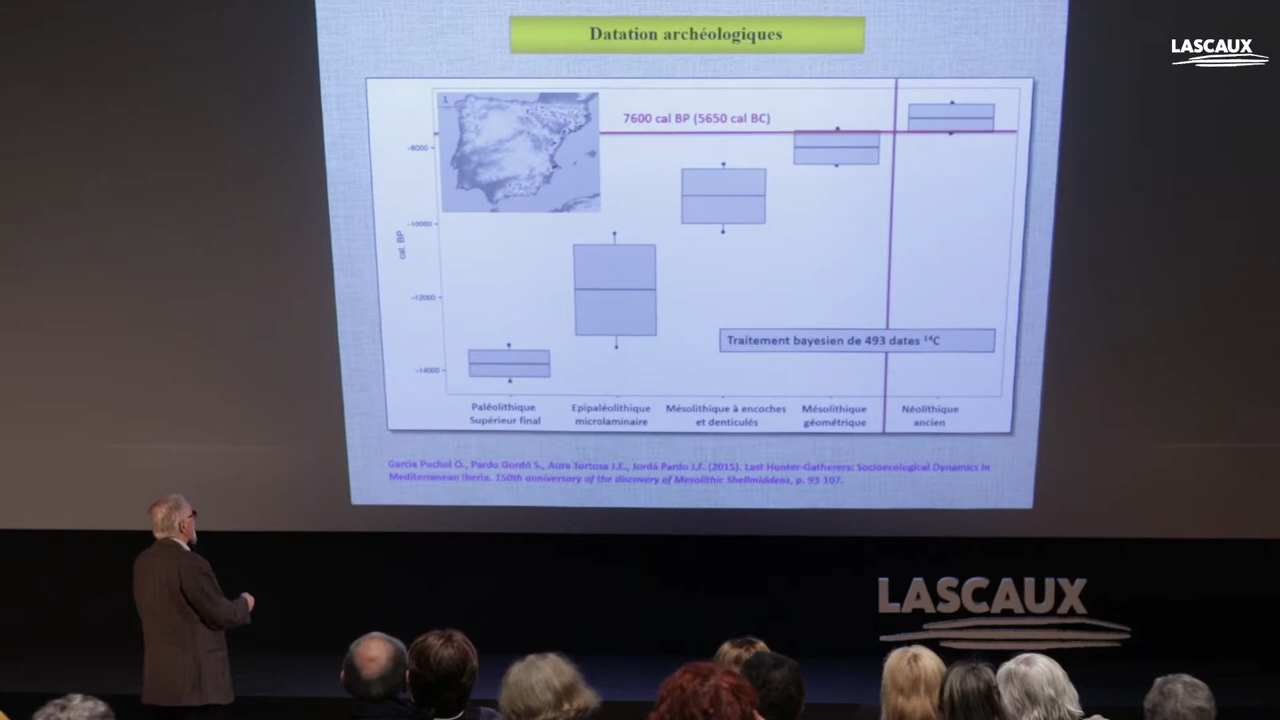 LASCAUX
Datation archéologiques
A
7600 cal BP (5650 cal BC)
cal. BP
-8000
-10000
-12000
-14000
Traitement bayesien de 493 dates ¹⁴C
Paléolithique
Supérieur final
Epipaléolithique
microlaminaire
Mésolithique à encoches
et denticulés
Mésolithique
géométrique
Néolithique
ancien
García Puchol O., Pardo Gordó S., Aura Tortosa J.E., Jordá Pardo J.F. (2015). Last Hunter-Gatherers: Socioecological Dynamics in
Mediterranean Iberia. 150th anniversary of the discovery of Mesolithic Shellmiddens, p. 93-107.
LASCAUX